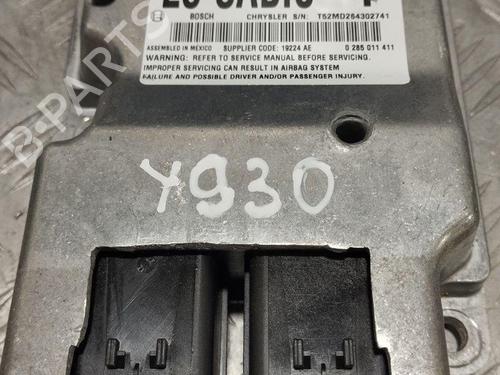 BOSCH CHRYSLER S/N: T52MD264302741
ASSEMBLED IN MEXICO SUPPLIER CODE: 19224 AE 0 285 011 411
WARNING: REFER TO SERVICE MANUAL BEFORE SERVICING.
IMPROPER SERVICING CAN RESULT IN AIRBAG SYSTEM
FAILURE AND POSSIBLE DRIVER AND/OR PASSENGER INJURY.
B-PARTS
Y930